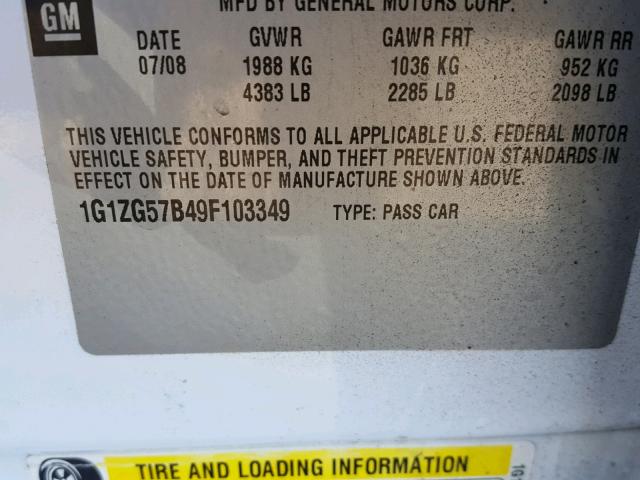 MFD BY GENERAL MOTORS CORP.
GM
DATE GVWR GAWR FRT GAWR RR
07/08 1988 KG 1036 KG 952 KG
4383 LB 2285 LB 2098 LB
THIS VEHICLE CONFORMS TO ALL APPLICABLE U.S. FEDERAL MOTOR
VEHICLE SAFETY, BUMPER, AND THEFT PREVENTION STANDARDS IN
EFFECT ON THE DATE OF MANUFACTURE SHOWN ABOVE.
1G1ZG57B49F103349 TYPE: PASS CAR
TIRE AND LOADING INFORMATION
1G